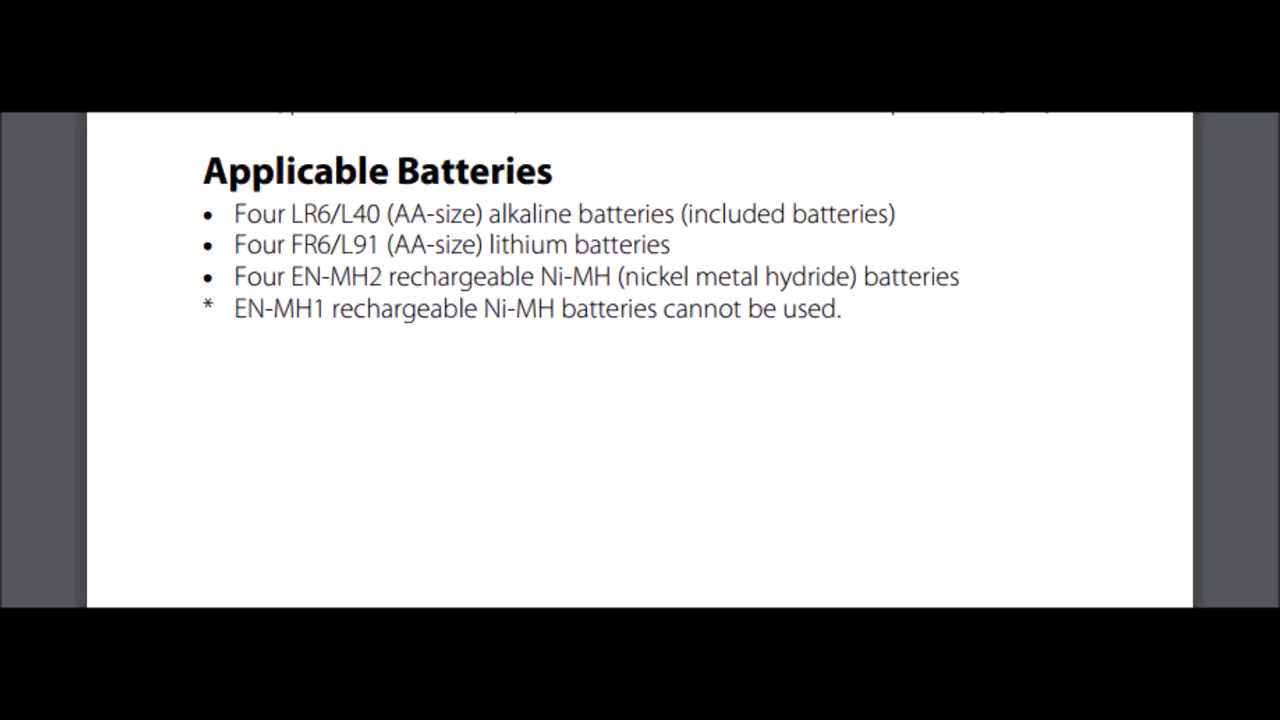 Applicable Batteries
• Four LR6/L40 (AA-size) alkaline batteries (included batteries)
• Four FR6/L91 (AA-size) lithium batteries
• Four EN-MH2 rechargeable Ni-MH (nickel metal hydride) batteries
* EN-MH1 rechargeable Ni-MH batteries cannot be used.